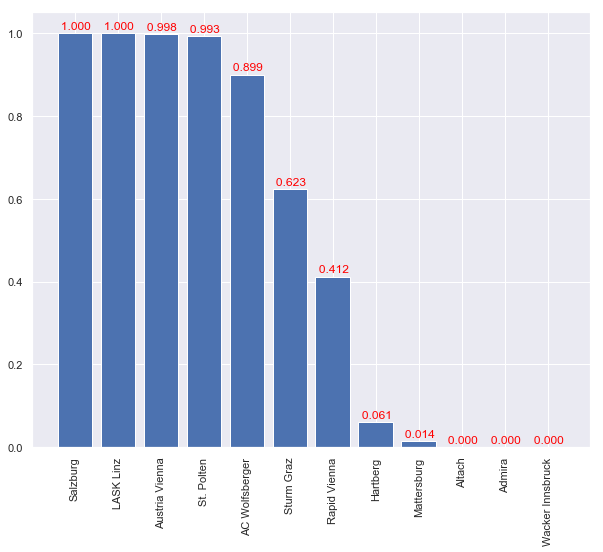 1.000 1.000 0.998 0.993
0.899
0.623
0.412
0.061
0.014
0.000 0.000 0.000
1.0
0.8
0.6
0.4
0.2
0.0
Salzburg
LASK Linz
Austria Vienna
St. Polten
AC Wolfsberger
Sturm Graz
Rapid Vienna
Hartberg
Mattersburg
Altach
Admira
Wacker Innsbruck